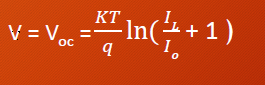 V = V_oc = KT/q ln( I_L/I_o + 1 )